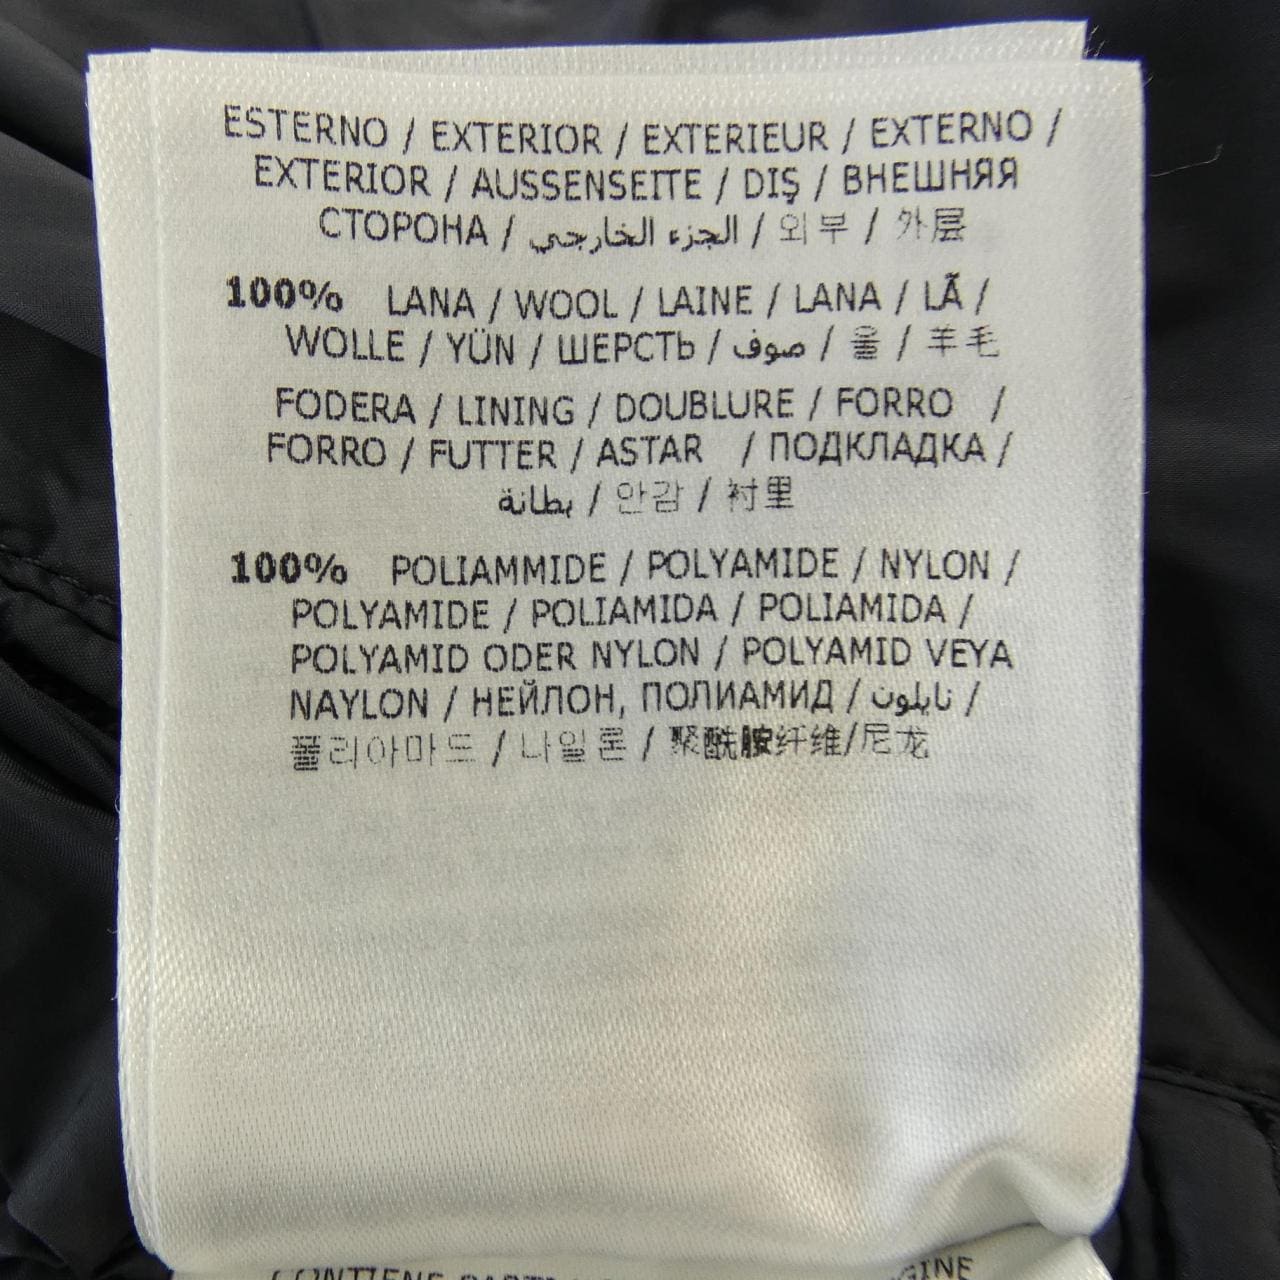 ESTERNO / EXTERIOR / EXTERIEUR / EXTERNO /
EXTERIOR / AUSSENSEITE / DIŞ / ВНЕШНЯЯ
СТОРОНА / الجزء الخارجي / 외부 / 外层
100% LANA / WOOL / LAINE / LANA / LÃ /
WOLLE / YÜN / ШЕРСТЬ / صوف / 울 / 羊毛
FODERA / LINING / DOUBLURE / FORRO /
FORRO / FUTTER / ASTAR / ПОДКЛАДКА /
بطانة / 안감 / 衬里
100% POLIAMMIDE / POLYAMIDE / NYLON /
POLYAMIDE / POLIAMIDA / POLIAMIDA /
POLYAMID ODER NYLON / POLYAMID VEYA
NAYLON / НЕЙЛОН, ПОЛИАМИД / نايلون /
폴리아마드 / 나일론 / 聚酰胺纤维/尼龙
CONTIENE